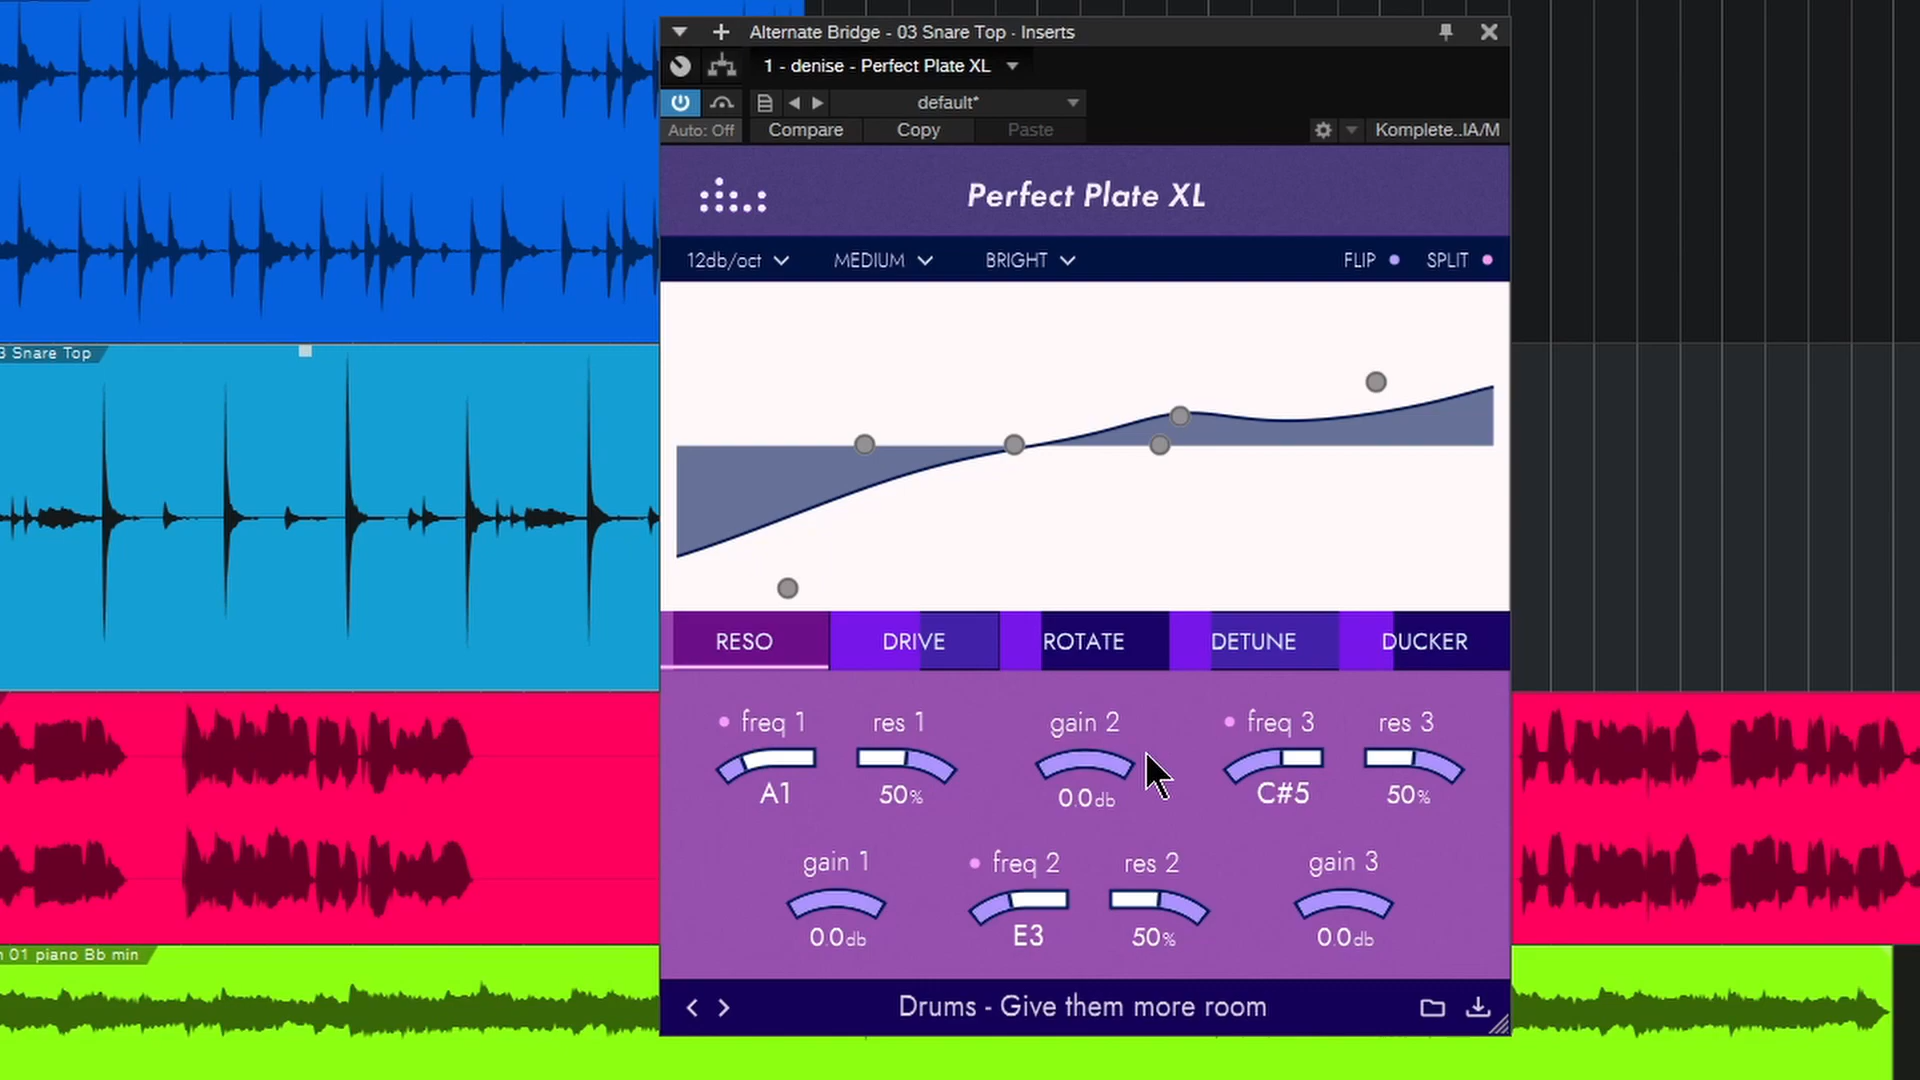 Alternate Bridge - 03 Snare Top - Inserts
1 - denise - Perfect Plate XL
default*
Auto: Off
Compare
Copy
Paste
Komplete..IA/M
Perfect Plate XL
12db/oct
MEDIUM
BRIGHT
FLIP
SPLIT
3 Snare Top
RESO
DRIVE
ROTATE
DETUNE
DUCKER
freq 1
res 1
gain 2
freq 3
res 3
A1
50%
0.0db
C#5
50%
gain 1
freq 2
res 2
gain 3
0.0db
E3
50%
0.0db
01 piano Bb min
Drums - Give them more room